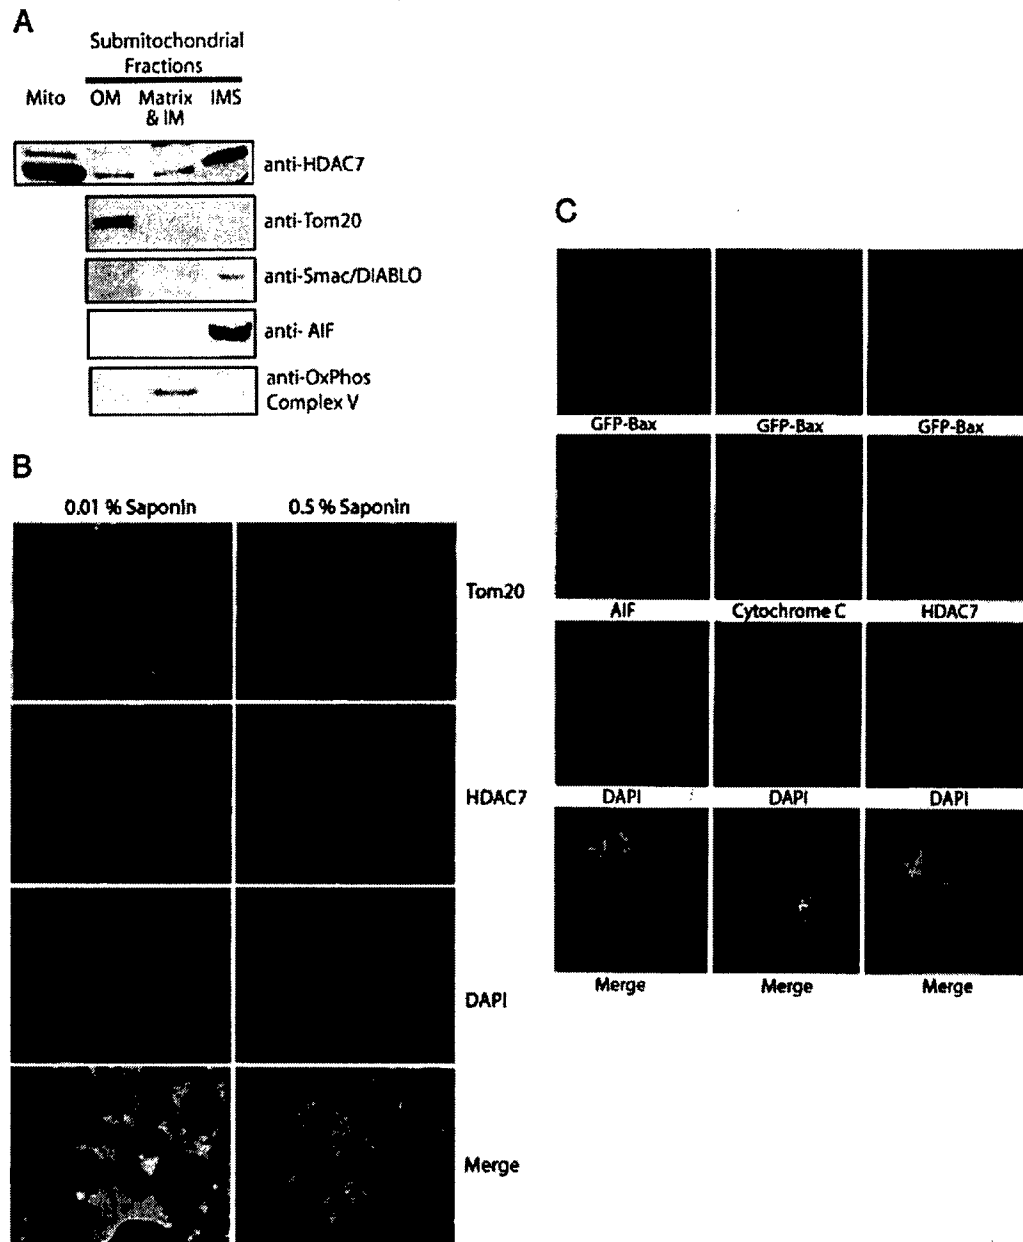 A
Submitochondrial
Fractions
Mito OM Matrix IMS
& IM
anti-HDAC7
anti-Tom20
anti-Smac/DIABLO
anti- AIF
anti-OxPhos
Complex V
B
0.01 % Saponin 0.5 % Saponin
Tom20
HDAC7
DAPI
Merge
C
GFP-Bax GFP-Bax GFP-Bax
AIF Cytochrome C HDAC7
DAPI DAPI DAPI
Merge Merge Merge